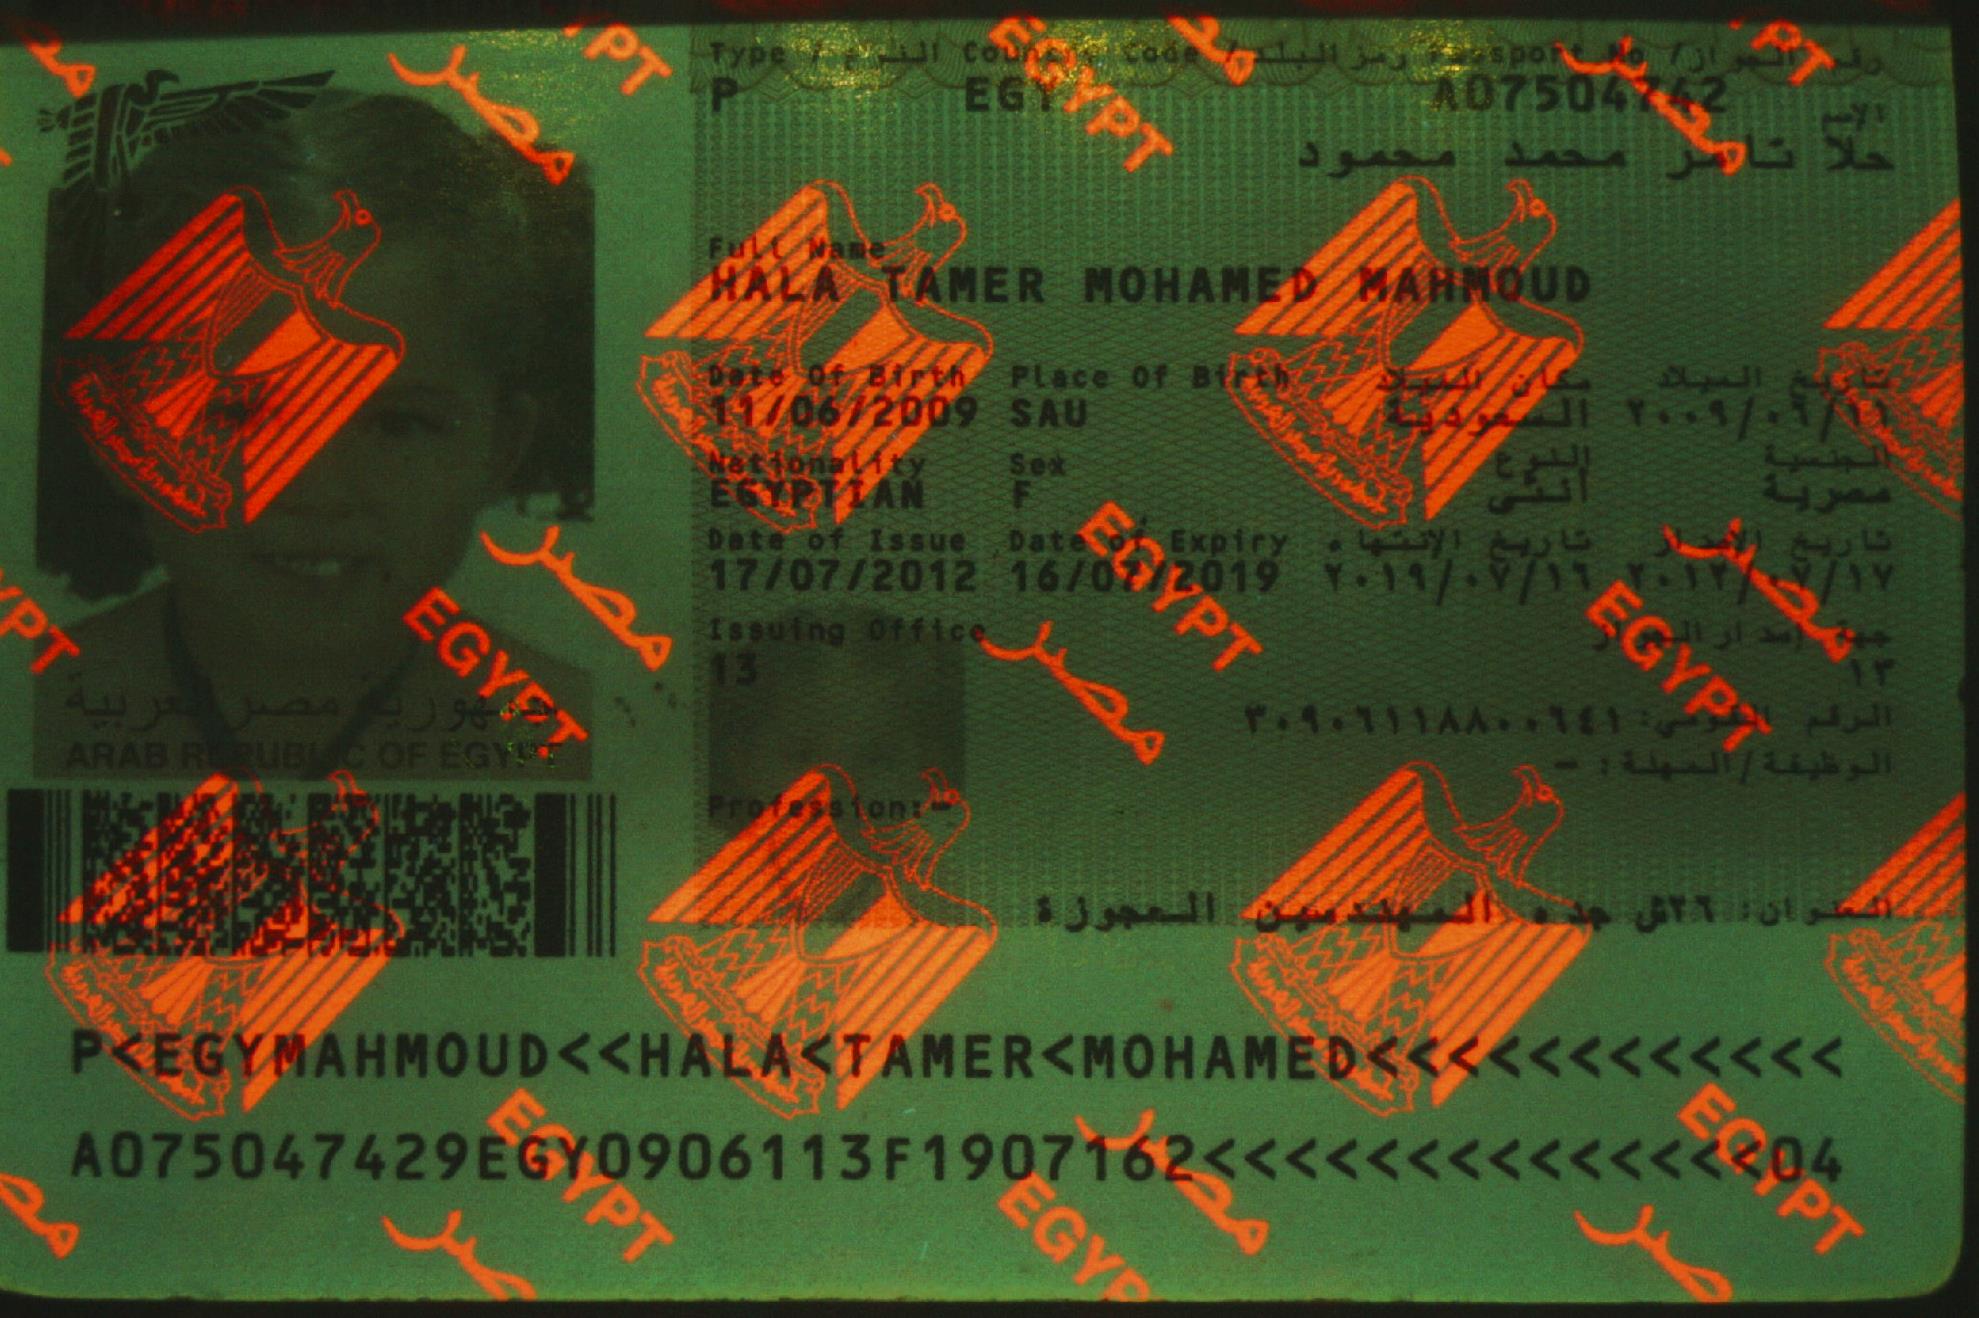 Type / النوع Country Code / رمز البلد Passport No / رقم الجواز
P EGY A07504742
الإسم
حلا تامر محمد محمود
Full Name
HALA TAMER MOHAMED MAHMOUD
Date Of Birth Place Of Birth مكان الميلاد تاريخ الميلاد
11/06/2009 SAU السعودية ٢٠٠٩/٠٦/١١
Nationality Sex النوع الجنسية
EGYPTIAN F أنثى مصرية
Date of Issue Date of Expiry تاريخ الإنتهاء تاريخ الإصدار
17/07/2012 16/07/2019 ٢٠١٩/٠٧/١٦ ٢٠١٢/٠٧/١٧
Issuing Office جهة إصدار الجواز
13 ١٣
الرقم القومي: ٣٠٩٠٦١١٨٨٠٠٦٤١
الوظيفة/المهنة: -
Profession:-
جمهورية مصر العربية
ARAB REPUBLIC OF EGYPT
العنوان: ٢٦ش جده المهندسين العجوزة
P<EGYMAHMOUD<<HALA<TAMER<MOHAMED<<<<<<<<<<<<
A075047429EGY0906113F1907162<<<<<<<<<<<<<<04
مصر
EGYPT